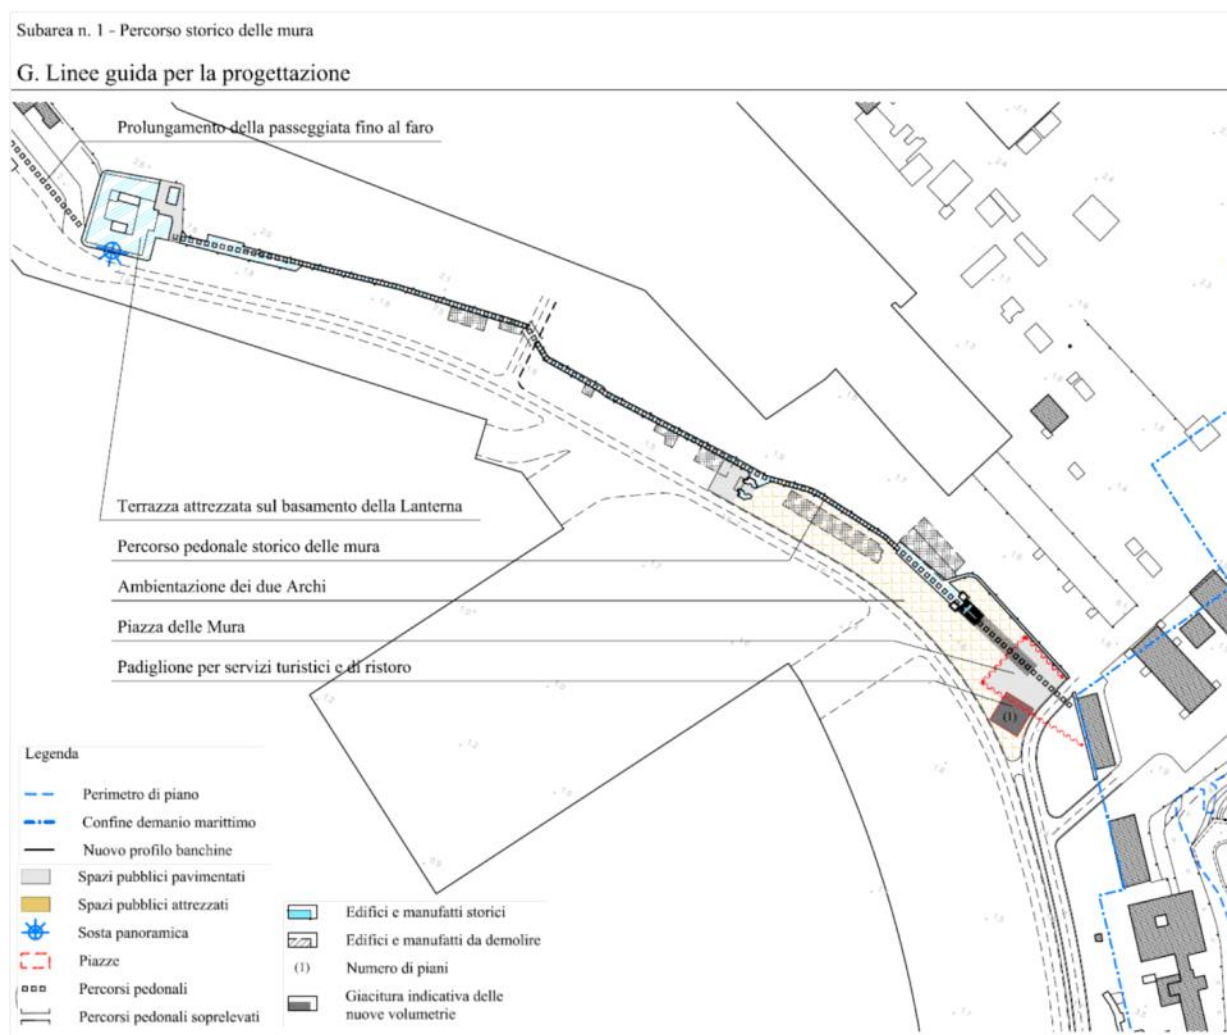 Subarea n. 1 - Percorso storico delle mura
G. Linee guida per la progettazione
Prolungamento della passeggiata fino al faro
Terrazza attrezzata sul basamento della Lanterna
Percorso pedonale storico delle mura
Ambientazione dei due Archi
Piazza delle Mura
Padiglione per servizi turistici e di ristoro
(1)
Legenda
Perimetro di piano
Confine demanio marittimo
Nuovo profilo banchine
Spazi pubblici pavimentati
Spazi pubblici attrezzati
Sosta panoramica
Piazze
Percorsi pedonali
Percorsi pedonali soprelevati
Edifici e manufatti storici
Edifici e manufatti da demolire
(1) Numero di piani
Giacitura indicativa delle
nuove volumetrie